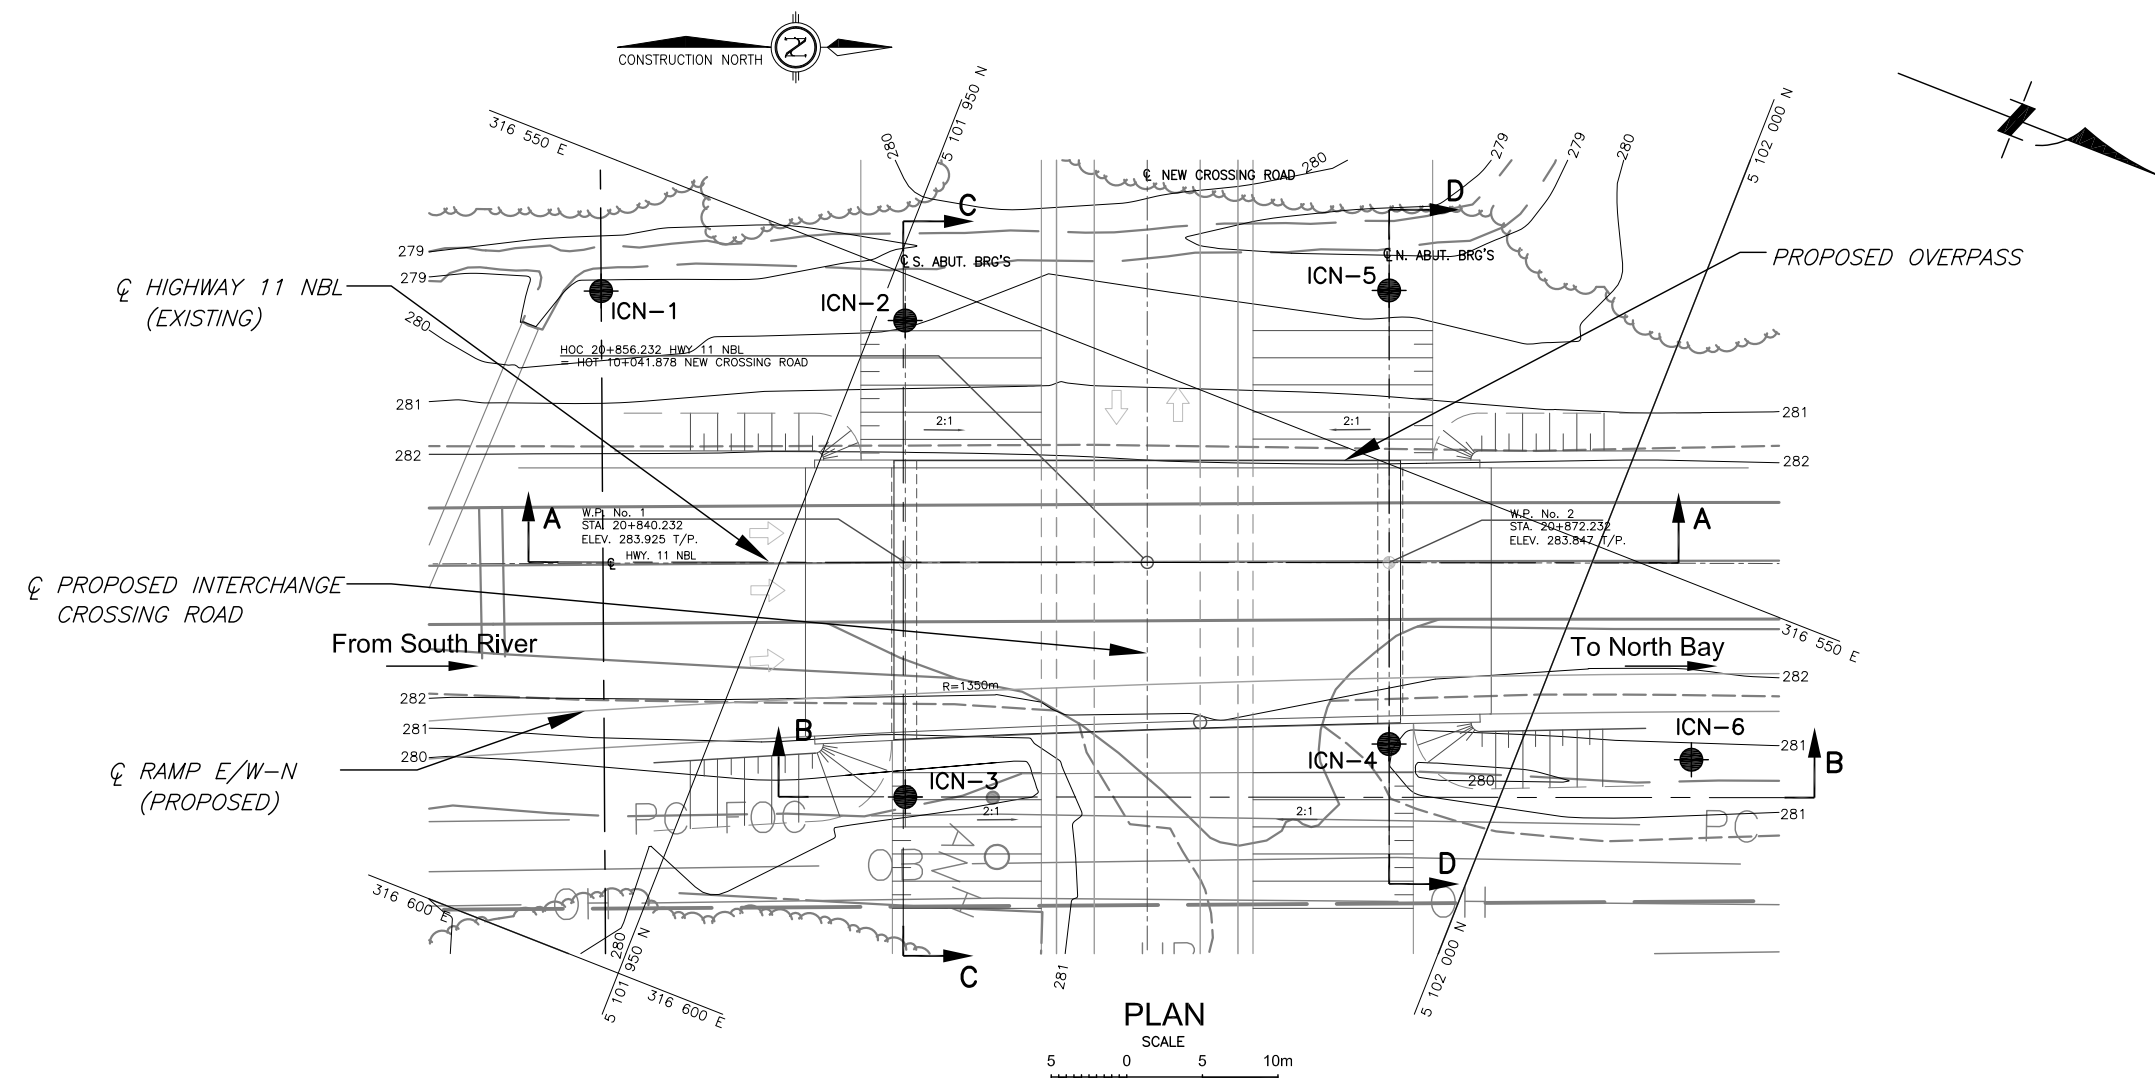 CONSTRUCTION NORTH
N
316 550 E
5 101 950 N
5 102 000 N
280
280
279
279
280
℄ NEW CROSSING ROAD
C
D
279
279
280
℄ S. ABUT. BRG'S
℄ N. ABUT. BRG'S
PROPOSED OVERPASS
℄ HIGHWAY 11 NBL
(EXISTING)
ICN-1
ICN-2
ICN-5
HOC 20+856.232 HWY 11 NBL
= HOT 10+041.878 NEW CROSSING ROAD
281
281
2:1
2:1
282
282
A
W.P. No. 1
STA. 20+840.232
ELEV. 283.925 T/P.
℄ HWY. 11 NBL
W.P. No. 2
STA. 20+872.232
ELEV. 283.847 T/P.
A
℄ PROPOSED INTERCHANGE
CROSSING ROAD
From South River
To North Bay
316 550 E
R=1350m
282
282
281
280
B
ICN-6
281
B
℄ RAMP E/W-N
(PROPOSED)
ICN-3
ICN-4
280
2:1
2:1
281
PC FOC
PC
OBW
A
OH
OH
D
316 600 E
280
5 101 950 N
316 600 E
C
281
5 102 000 N
PLAN
SCALE
5 0 5 10m